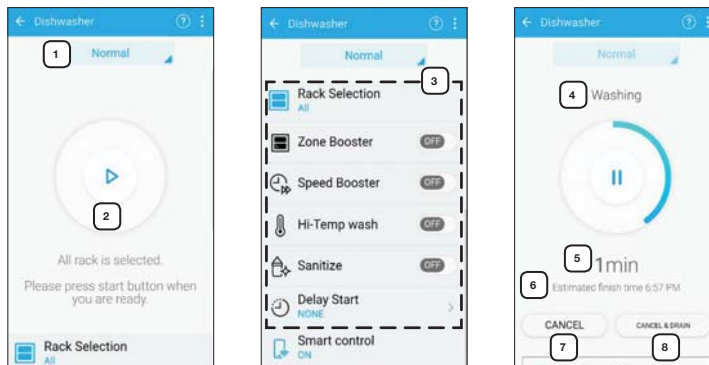 Dishwasher
1 Normal
2
All rack is selected.
Please press start button when
you are ready.
Rack Selection
All
Dishwasher
Normal
3
Rack Selection
All
Zone Booster OFF
Speed Booster OFF
Hi-Temp wash OFF
Sanitize OFF
Delay Start
NONE
Smart control
ON
Dishwasher
Normal
4 Washing
5 1min
6 Estimated finish time 6:57 PM
CANCEL CANCEL & DRAIN
7 8